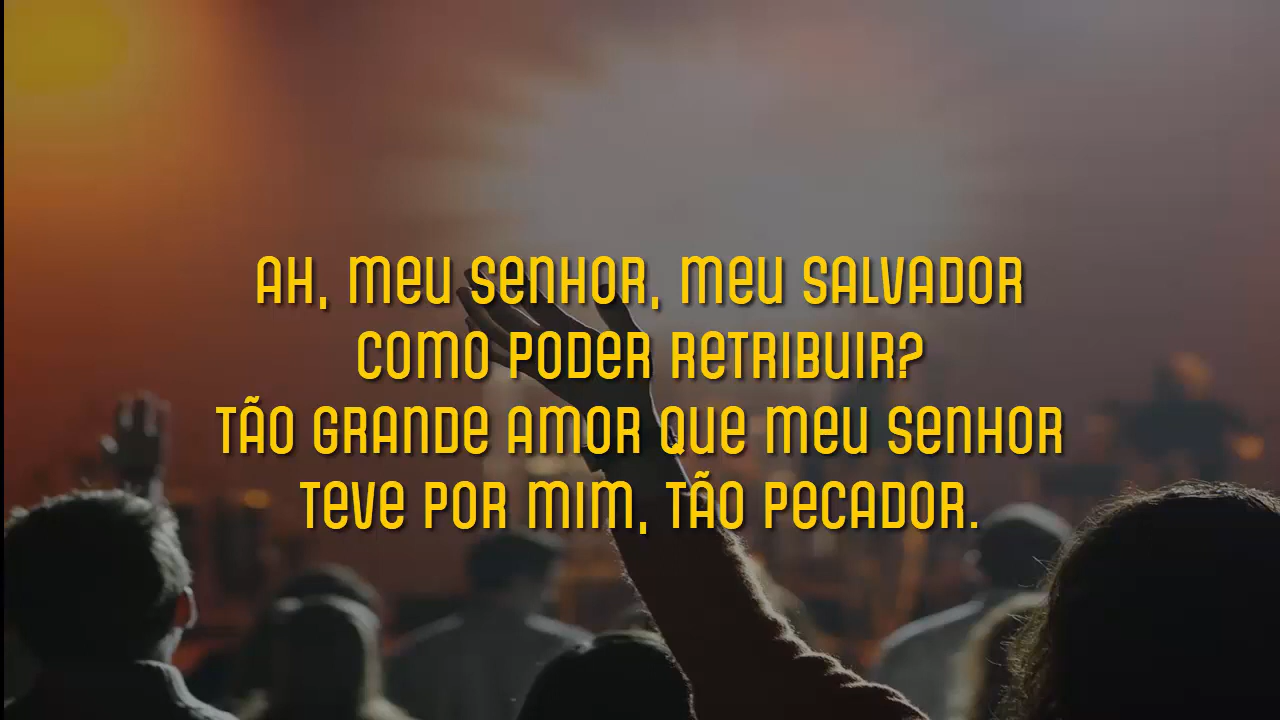 AH, MEU SENHOR, MEU SALVADOR
COMO PODER RETRIBUIR?
TÃO GRANDE AMOR QUE MEU SENHOR
TEVE POR MIM, TÃO PECADOR.